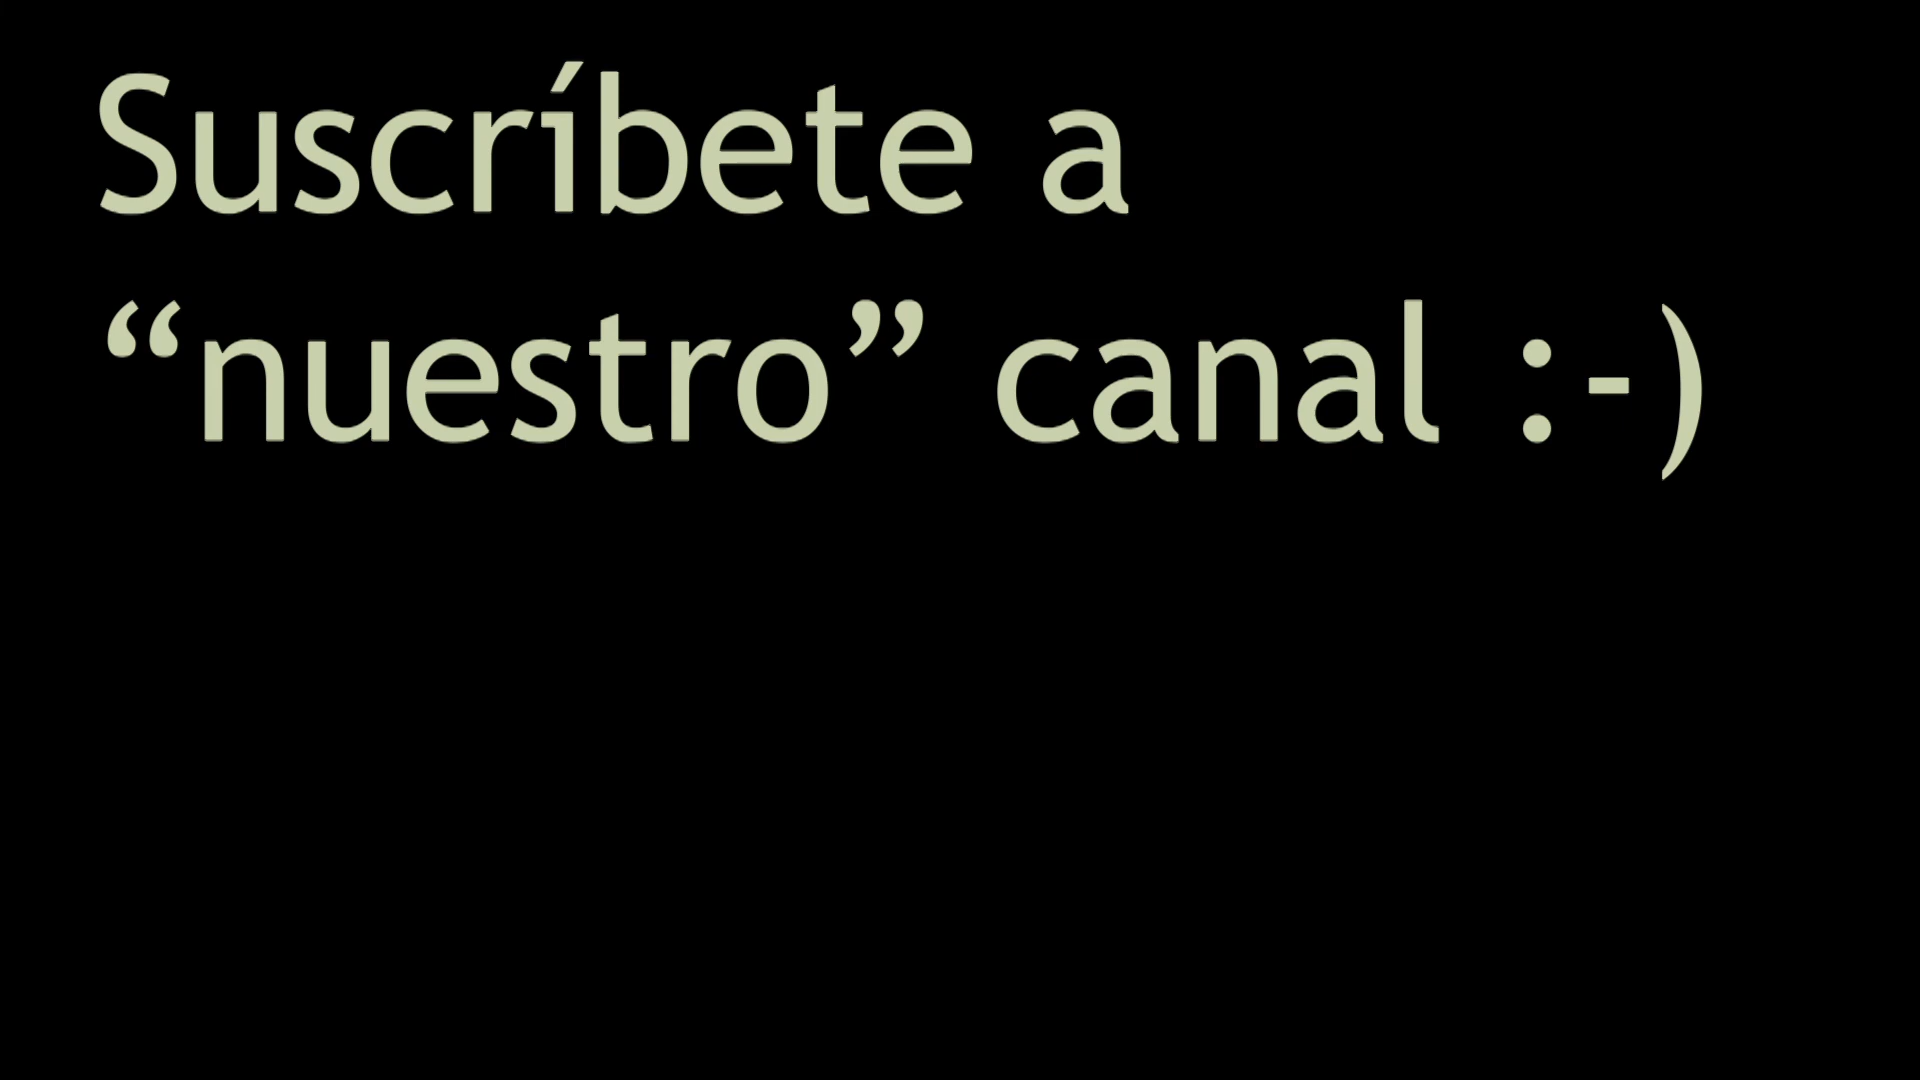 Suscríbete a
“nuestro” canal :-)